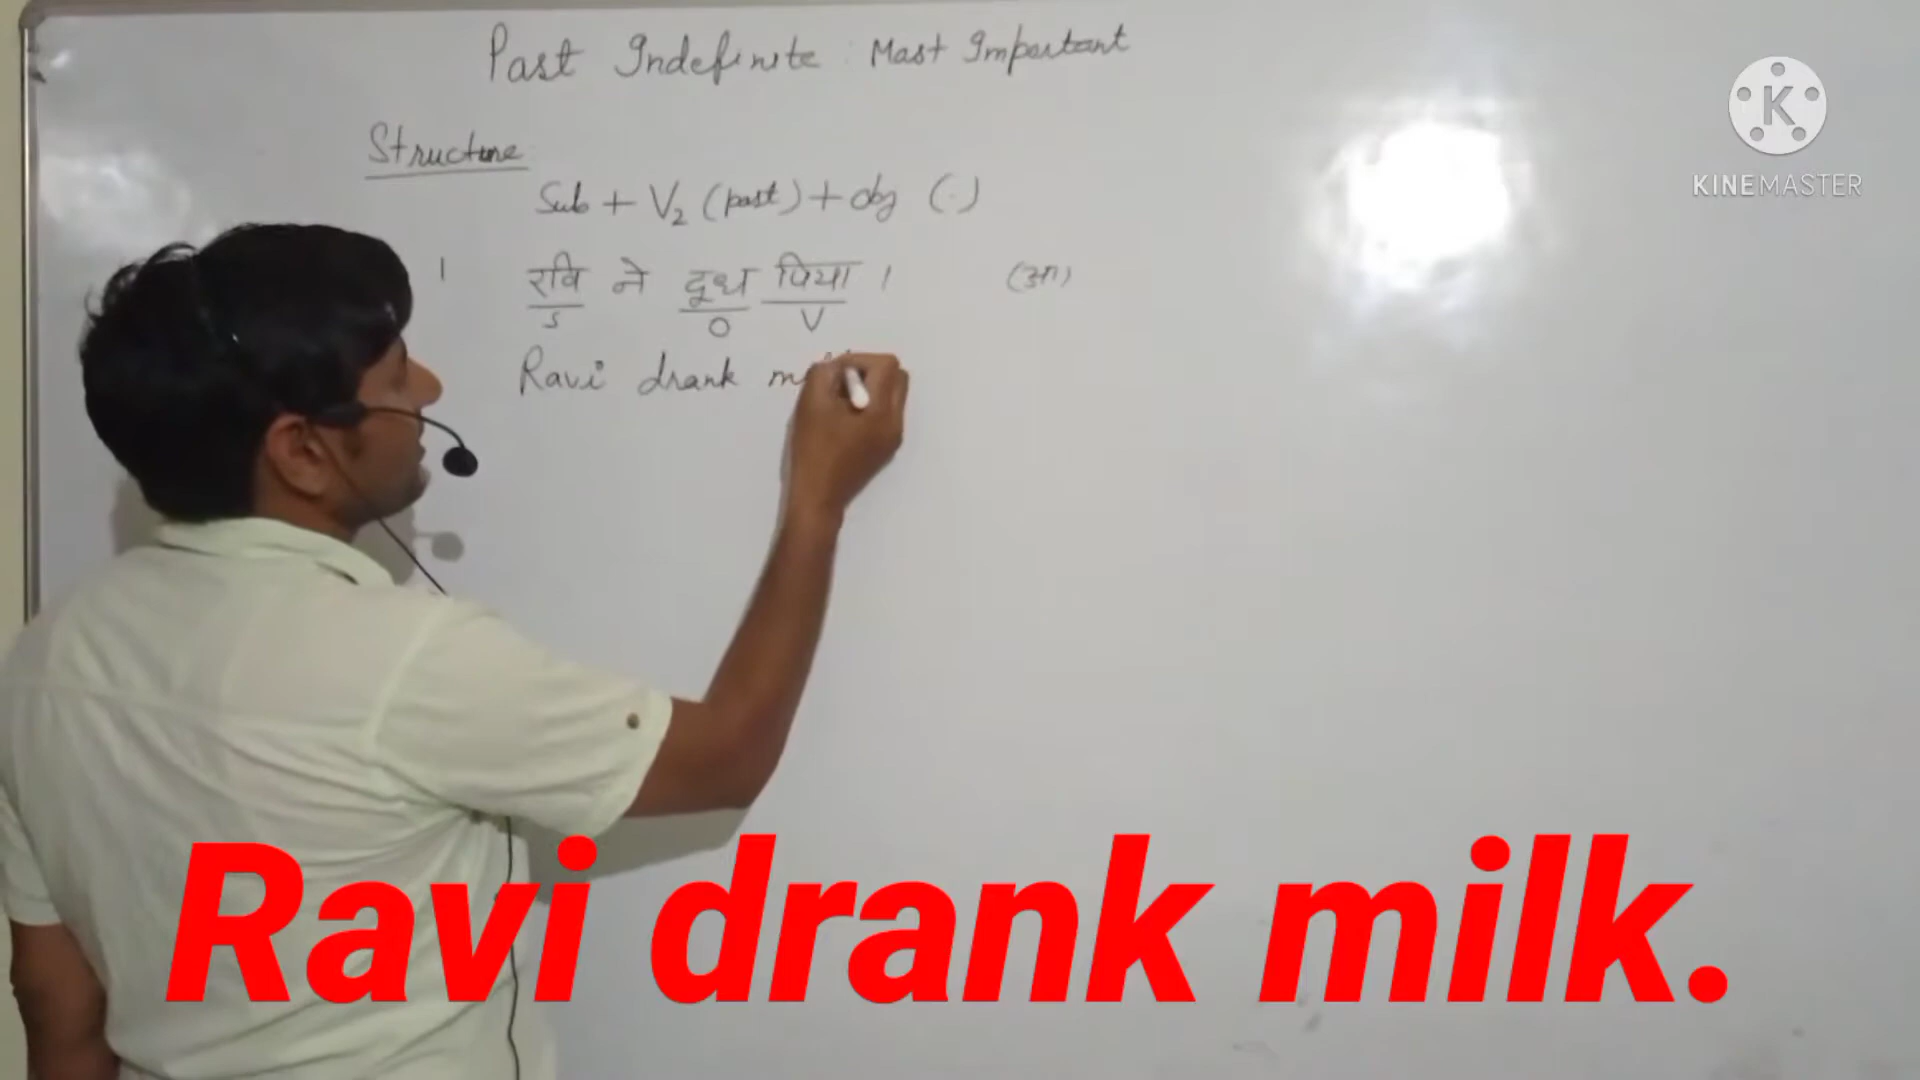 Past Indefinite : Mast Important
Structure
Sub + V2 (past) + obj (.)
1 रवि ने दूध पिया । (आ)
S O V
Ravi drank
K
KINEMASTER
Ravi drank milk.